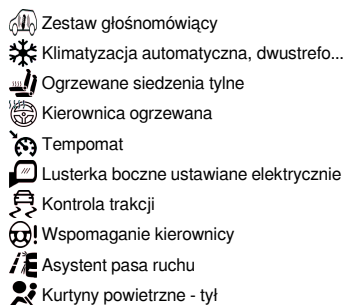 Zestaw głośnomówiący
Klimatyzacja automatyczna, dwustrefo...
Ogrzewane siedzenia tylne
Kierownica ogrzewana
Tempomat
Lusterka boczne ustawiane elektrycznie
Kontrola trakcji
Wspomaganie kierownicy
Asystent pasa ruchu
Kurtyny powietrzne - tył